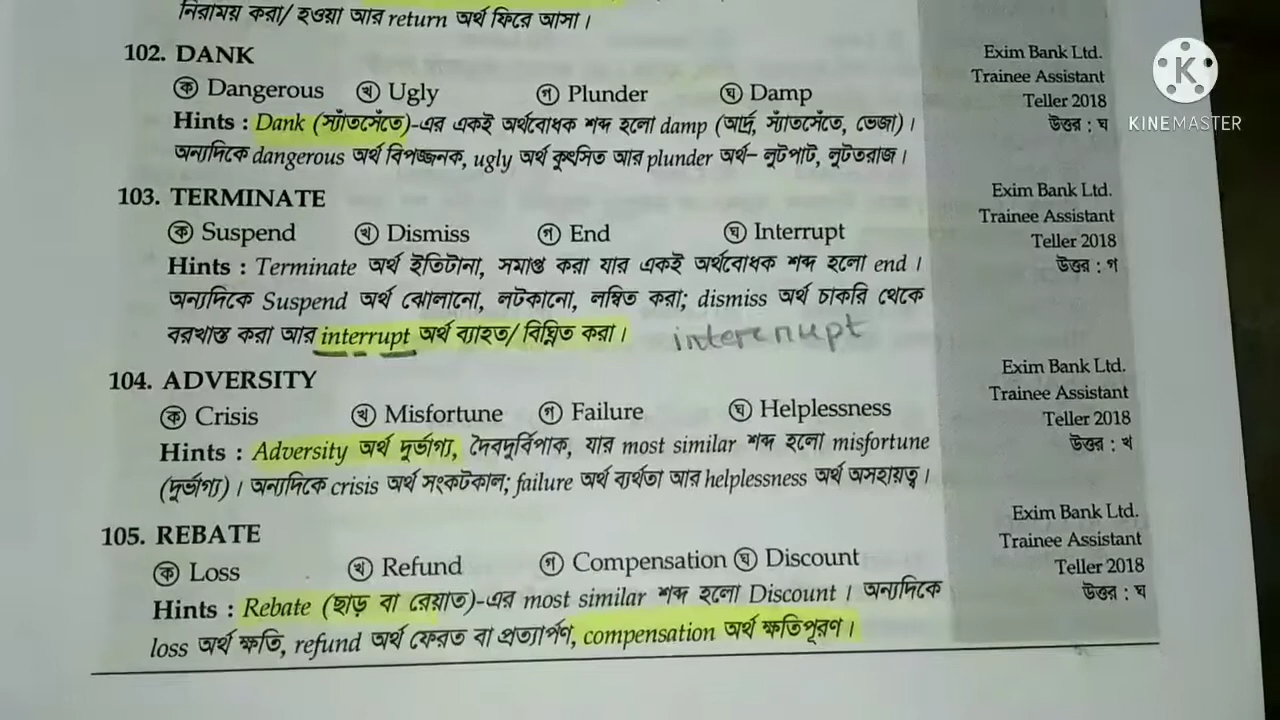 নিরাময় করা/ হওয়া আর return অর্থ ফিরে আসা।
102. DANK
ক Dangerous খ Ugly গ Plunder ঘ Damp
Hints : Dank (স্যাঁতসেঁতে)-এর একই অর্থবোধক শব্দ হলো damp (আর্দ্র, স্যাঁতসেঁতে, ভেজা)।
অন্যদিকে dangerous অর্থ বিপজ্জনক, ugly অর্থ কুৎসিত আর plunder অর্থ– লুটপাট, লুটতরাজ।
Exim Bank Ltd.
Trainee Assistant
Teller 2018
উত্তর : ঘ
KINEMASTER
103. TERMINATE
ক Suspend খ Dismiss গ End ঘ Interrupt
Hints : Terminate অর্থ ইতিটানা, সমাপ্ত করা যার একই অর্থবোধক শব্দ হলো end।
অন্যদিকে Suspend অর্থ ঝোলানো, লটকানো, লম্বিত করা; dismiss অর্থ চাকরি থেকে
বরখাস্ত করা আর interrupt অর্থ ব্যাহত/ বিঘ্নিত করা। interrupt
Exim Bank Ltd.
Trainee Assistant
Teller 2018
উত্তর : গ
104. ADVERSITY
ক Crisis খ Misfortune গ Failure ঘ Helplessness
Hints : Adversity অর্থ দুর্ভাগ্য, দৈবদুর্বিপাক, যার most similar শব্দ হলো misfortune
(দুর্ভাগ্য)। অন্যদিকে crisis অর্থ সংকটকাল; failure অর্থ ব্যর্থতা আর helplessness অর্থ অসহায়ত্ব।
Exim Bank Ltd.
Trainee Assistant
Teller 2018
উত্তর : খ
105. REBATE
ক Loss খ Refund গ Compensation ঘ Discount
Hints : Rebate (ছাড় বা রেয়াত)-এর most similar শব্দ হলো Discount। অন্যদিকে
loss অর্থ ক্ষতি, refund অর্থ ফেরত বা প্রত্যার্পণ, compensation অর্থ ক্ষতিপূরণ।
Exim Bank Ltd.
Trainee Assistant
Teller 2018
উত্তর : ঘ